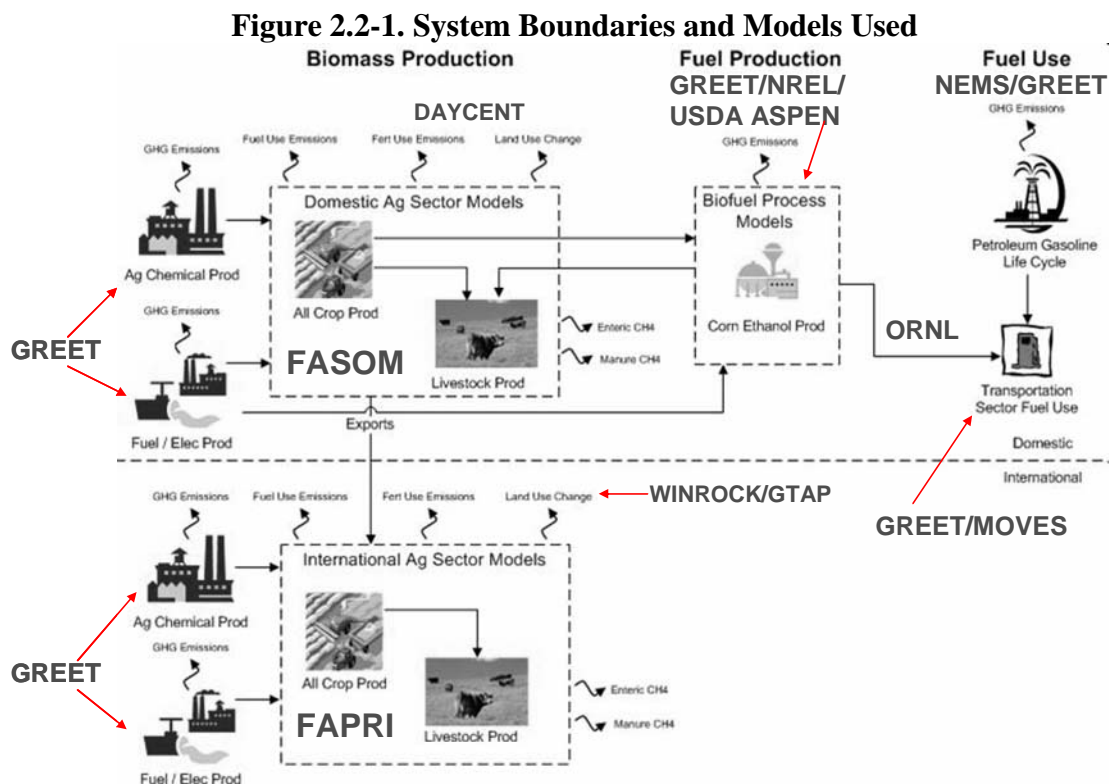 Figure 2.2-1. System Boundaries and Models Used
Biomass Production
Fuel Production
Fuel Use
GREET/NREL/
USDA ASPEN
NEMS/GREET
DAYCENT
GHG Emissions
Fuel Use Emissions
Fert Use Emissions
Land Use Change
GHG Emissions
GHG Emissions
Domestic Ag Sector Models
Biofuel Process
Models
Ag Chemical Prod
All Crop Prod
Petroleum Gasoline
Life Cycle
GHG Emissions
GREET
FASOM
Livestock Prod
Enteric CH4
Manure CH4
Corn Ethanol Prod
ORNL
Transportation
Sector Fuel Use
Fuel / Elec Prod
Exports
Domestic
International
GHG Emissions
Fuel Use Emissions
Fert Use Emissions
Land Use Change
WINROCK/GTAP
GREET/MOVES
International Ag Sector Models
Ag Chemical Prod
GHG Emissions
GREET
All Crop Prod
FAPRI
Livestock Prod
Enteric CH4
Manure CH4
Fuel / Elec Prod